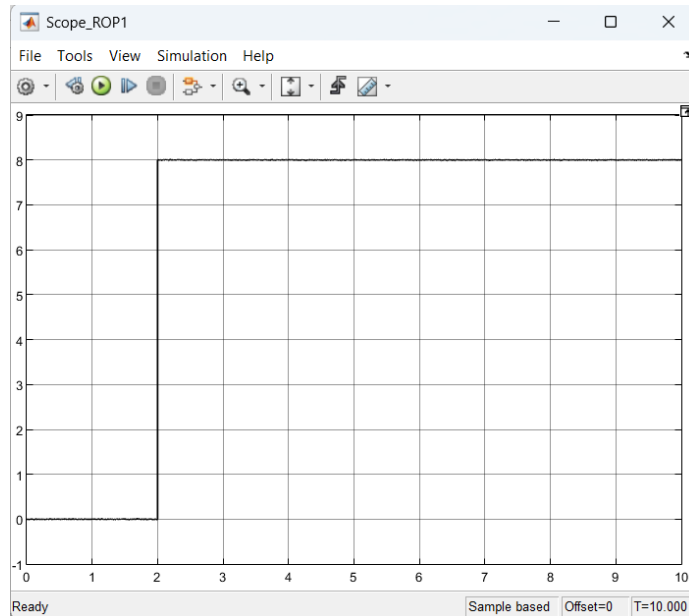 Scope_ROP1
File Tools View Simulation Help
9
8
7
6
5
4
3
2
1
0
-1
0 1 2 3 4 5 6 7 8 9 10
Ready Sample based Offset=0 T=10.000